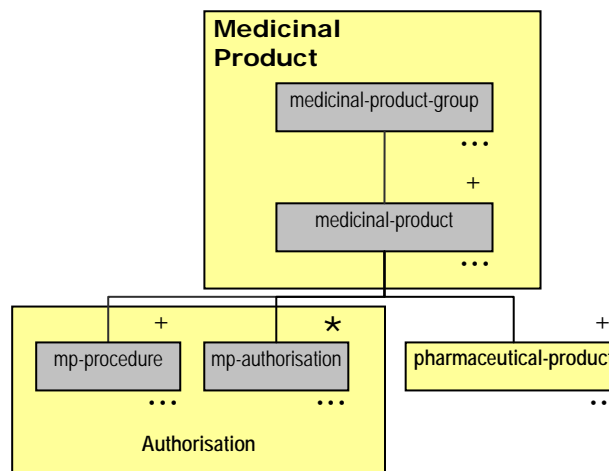 Medicinal
Product
medicinal-product-group
...
+
medicinal-product
...
+
*
+
mp-procedure
mp-authorisation
pharmaceutical-product
...
...
...
Authorisation